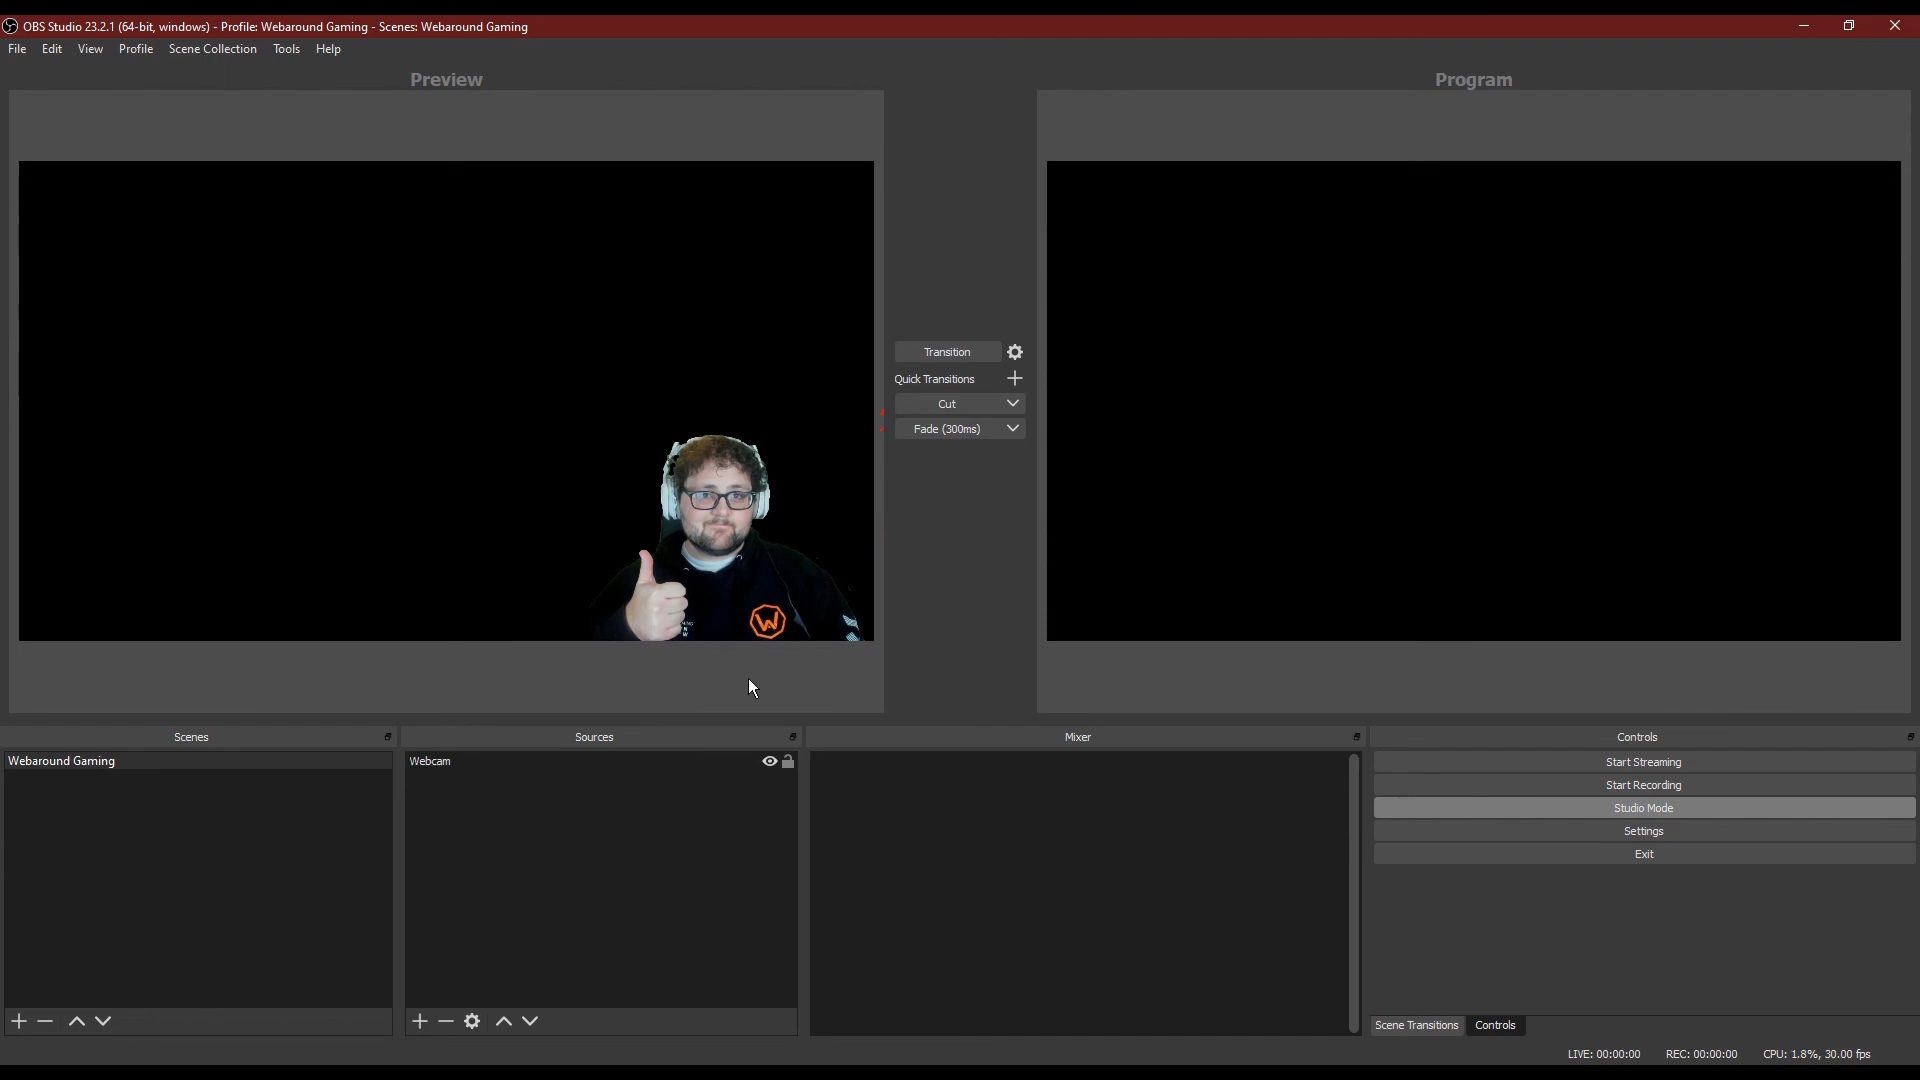 OBS Studio 23.2.1 (64-bit, windows) - Profile: Webaround Gaming - Scenes: Webaround Gaming
File Edit View Profile Scene Collection Tools Help
Preview
Program
Transition
Quick Transitions
Cut
Fade (300ms)
W
Scenes
Sources
Mixer
Controls
Webaround Gaming
Webcam
Start Streaming
Start Recording
Studio Mode
Settings
Exit
Scene Transitions Controls
LIVE: 00:00:00 REC: 00:00:00 CPU: 1.8%, 30.00 fps